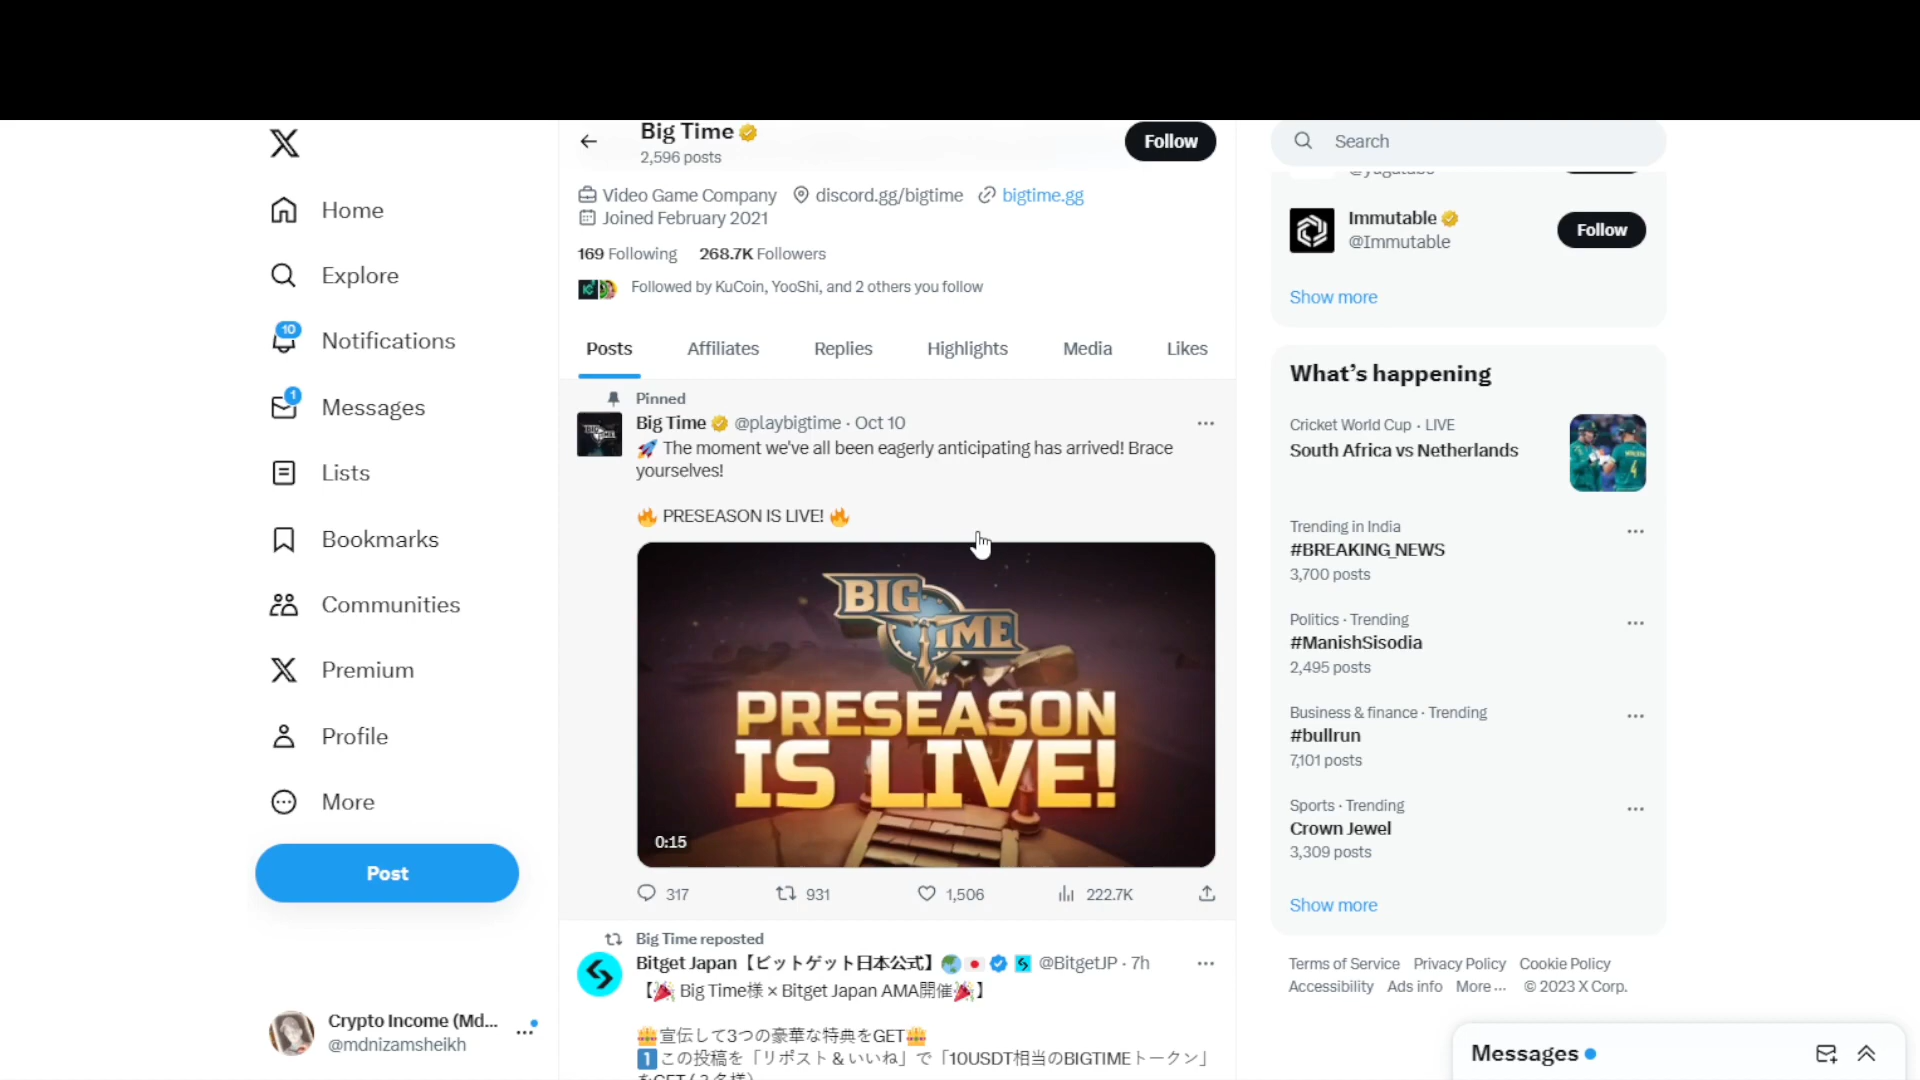 Home
Explore
10
Notifications
1
Messages
Lists
Bookmarks
Communities
Premium
Profile
More
Post
Crypto Income (Md...
@mdnizamsheikh
Big Time
2,596 posts
Follow
Video Game Company discord.gg/bigtime bigtime.gg
Joined February 2021
169 Following 268.7K Followers
Followed by KuCoin, YooShi, and 2 others you follow
Posts Affiliates Replies Highlights Media Likes
Pinned
Big Time @playbigtime · Oct 10
🚀 The moment we've all been eagerly anticipating has arrived! Brace
yourselves!
🔥 PRESEASON IS LIVE! 🔥
BIG
TIME
PRESEASON
IS LIVE!
0:15
317 931 1,506 222.7K
Big Time reposted
Bitget Japan【ビットゲット日本公式】🌏🇯🇵 @BitgetJP · 7h
【🎉 Big Time様 × Bitget Japan AMA開催🎉】
👑宣伝して3つの豪華な特典をGET👑
1️⃣この投稿を「リポスト＆いいね」で「10USDT相当のBIGTIMEトークン」
Search
Immutable
@Immutable
Follow
Show more
What's happening
Cricket World Cup · LIVE
South Africa vs Netherlands
Trending in India
#BREAKING_NEWS
3,700 posts
Politics · Trending
#ManishSisodia
2,495 posts
Business & finance · Trending
#bullrun
7,101 posts
Sports · Trending
Crown Jewel
3,309 posts
Show more
Terms of Service Privacy Policy Cookie Policy
Accessibility Ads info More ··· © 2023 X Corp.
Messages